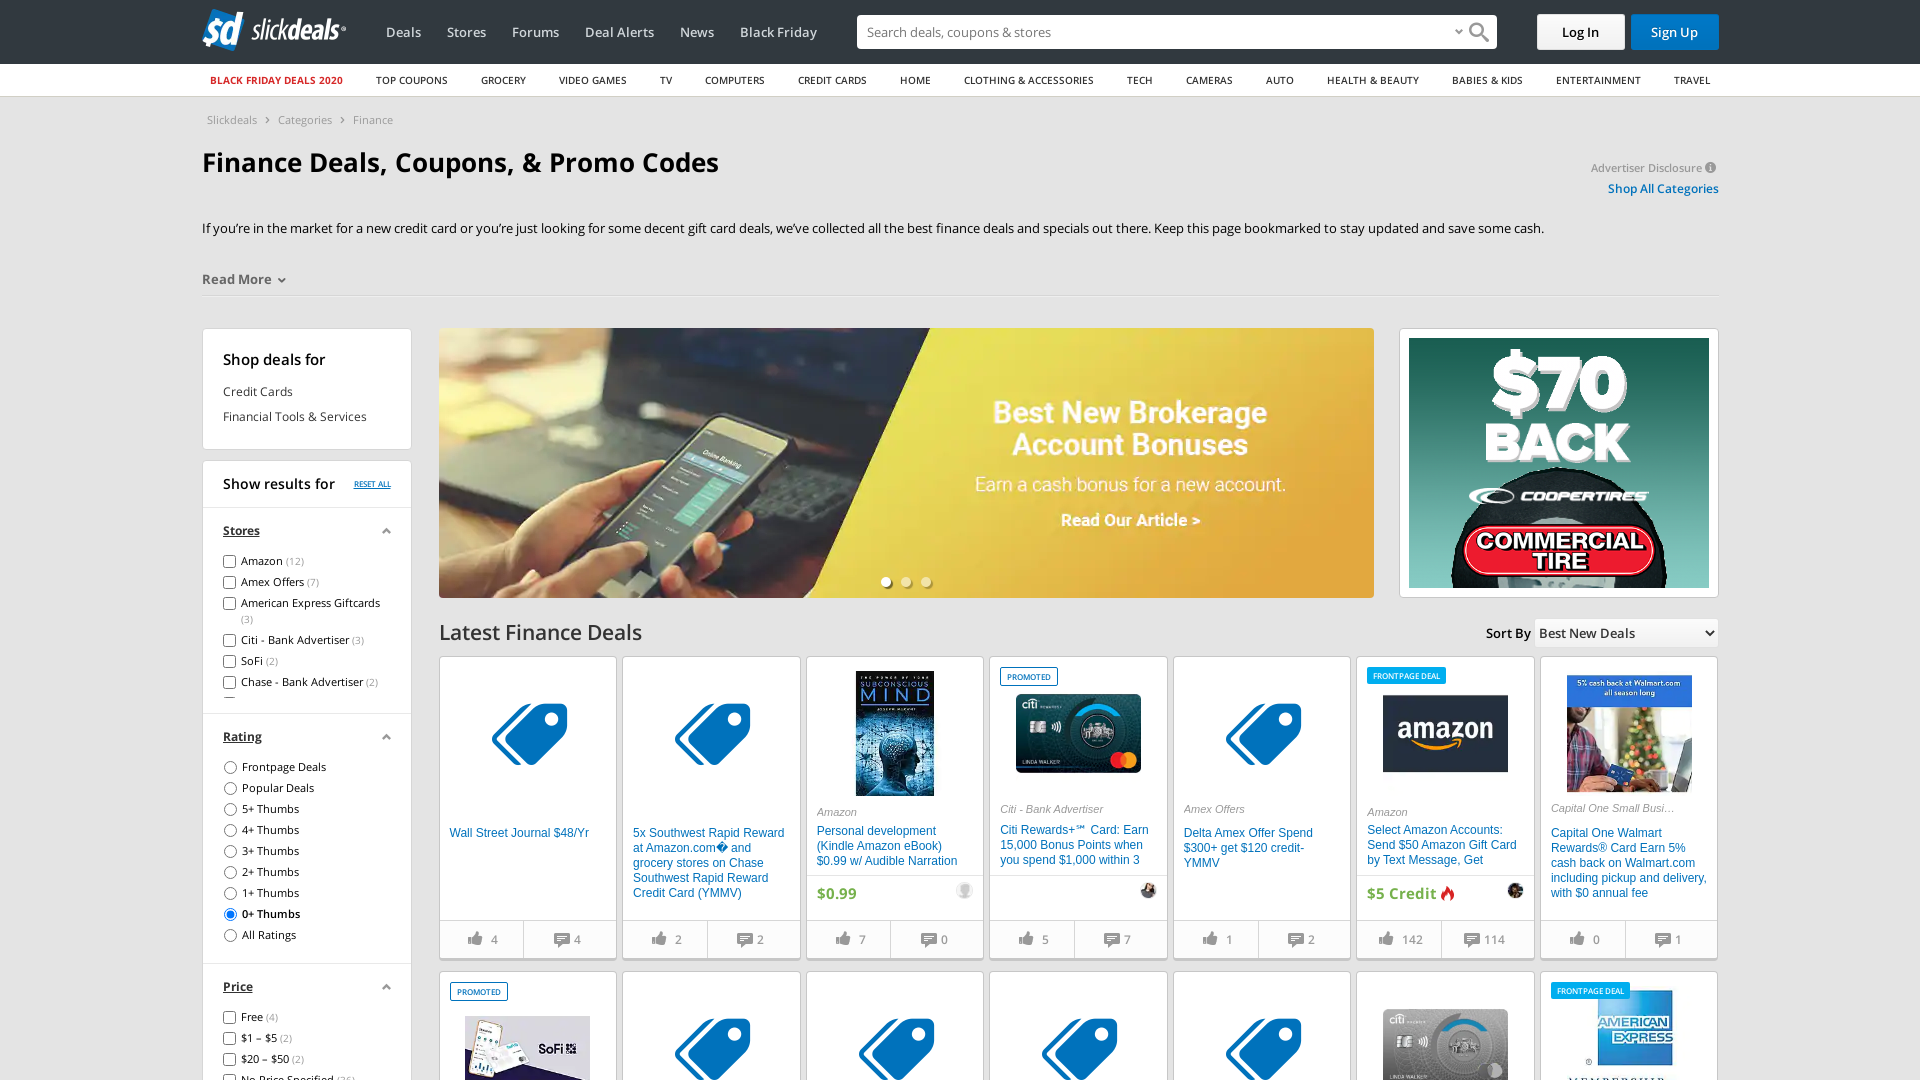 slickdeals
Deals
Stores
Forums
Deal Alerts
News
Black Friday
Search deals, coupons & stores
Log In
Sign Up
BLACK FRIDAY DEALS 2020
TOP COUPONS
GROCERY
VIDEO GAMES
TV
COMPUTERS
CREDIT CARDS
HOME
CLOTHING & ACCESSORIES
TECH
CAMERAS
AUTO
HEALTH & BEAUTY
BABIES & KIDS
ENTERTAINMENT
TRAVEL
Slickdeals > Categories > Finance
Finance Deals, Coupons, & Promo Codes
Advertiser Disclosure
Shop All Categories
If you’re in the market for a new credit card or you’re just looking for some decent gift card deals, we’ve collected all the best finance deals and specials out there. Keep this page bookmarked to stay updated and save some cash.
Read More
Shop deals for
Credit Cards
Financial Tools & Services
Show results for
RESET ALL
Stores
Amazon (12)
Amex Offers (7)
American Express Giftcards
(3)
Citi - Bank Advertiser (3)
SoFi (2)
Chase - Bank Advertiser (2)
Rating
Frontpage Deals
Popular Deals
5+ Thumbs
4+ Thumbs
3+ Thumbs
2+ Thumbs
1+ Thumbs
0+ Thumbs
All Ratings
Price
Free (4)
$1 – $5 (2)
$20 – $50 (2)
No Price Specified (26)
Online Banking
Best New Brokerage
Account Bonuses
Earn a cash bonus for a new account.
Read Our Article >
$70
BACK
COOPERTIRES
COMMERCIAL
TIRE
Latest Finance Deals
Sort By
Best New Deals
Wall Street Journal $48/Yr
4
4
5x Southwest Rapid Reward
at Amazon.com� and
grocery stores on Chase
Southwest Rapid Reward
Credit Card (YMMV)
2
2
THE POWER OF YOUR
SUBCONSCIOUS
MIND
JOSEPH MURPHY
Amazon
Personal development
(Kindle Amazon eBook)
$0.99 w/ Audible Narration
$0.99
7
0
PROMOTED
citi
LINDA WALKER
Citi - Bank Advertiser
Citi Rewards+℠ Card: Earn
15,000 Bonus Points when
you spend $1,000 within 3
5
7
Amex Offers
Delta Amex Offer Spend
$300+ get $120 credit-
YMMV
1
2
FRONTPAGE DEAL
amazon
Amazon
Select Amazon Accounts:
Send $50 Amazon Gift Card
by Text Message, Get
$5 Credit
142
114
5% cash back at Walmart.com
all season long
Capital One Small Busi…
Capital One Walmart
Rewards® Card Earn 5%
cash back on Walmart.com
including pickup and delivery,
with $0 annual fee
0
1
PROMOTED
SoFi
citi
LINDA WALKER
FRONTPAGE DEAL
AMERICAN
EXPRESS
®